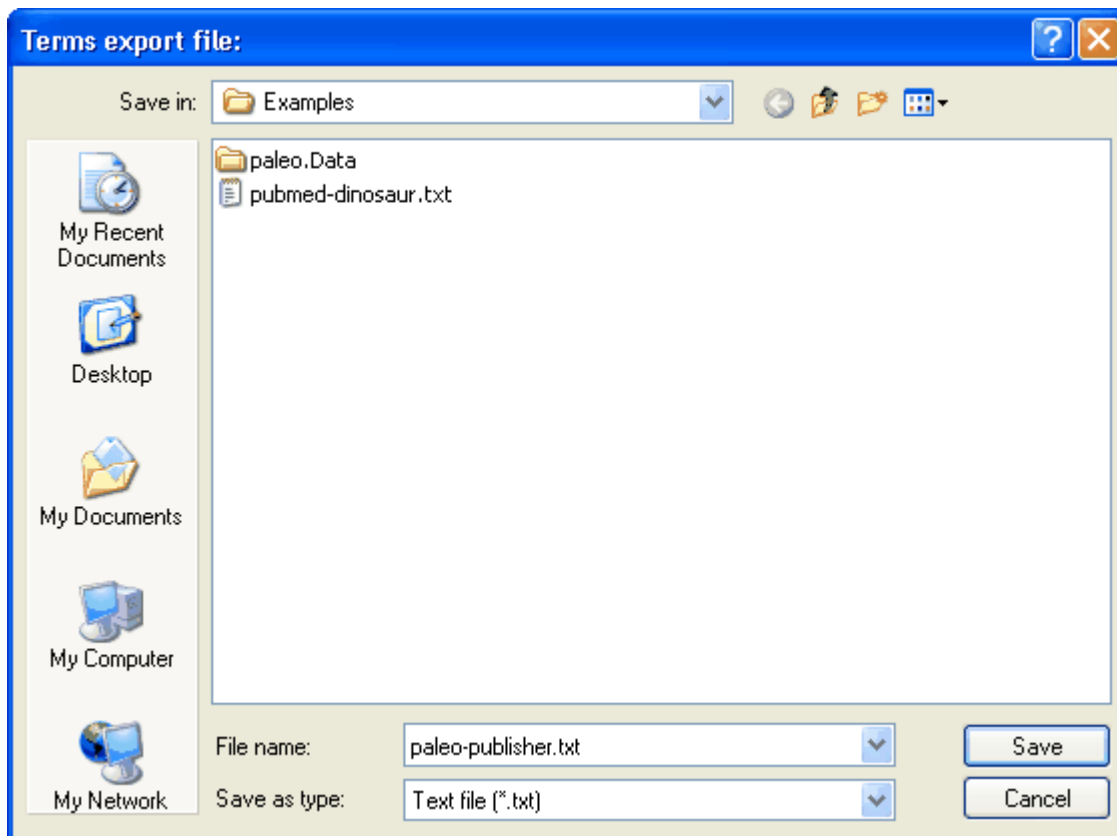 Terms export file:
Save in:
Examples
paleo.Data
pubmed-dinosaur.txt
My Recent
Documents
Desktop
My Documents
My Computer
My Network
File name:
paleo-publisher.txt
Save
Save as type:
Text file (*.txt)
Cancel